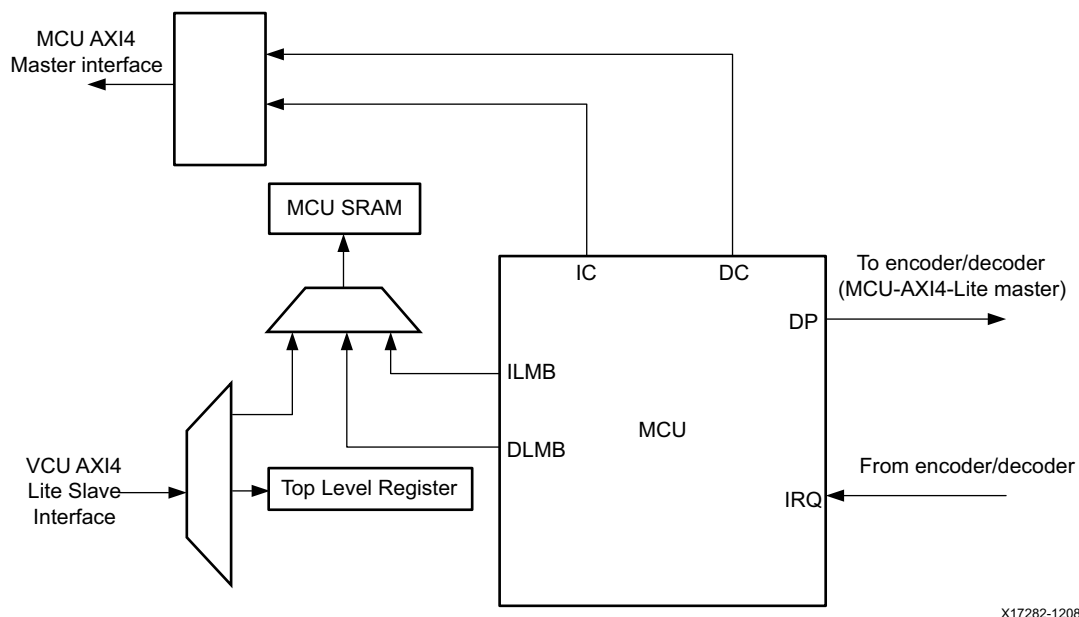 MCU AXI4
Master interface
MCU SRAM
IC
DC
To encoder/decoder
(MCU-AXI4-Lite master)
DP
ILMB
MCU
DLMB
VCU AXI4
Lite Slave
Interface
Top Level Register
From encoder/decoder
IRQ
X17282-1208